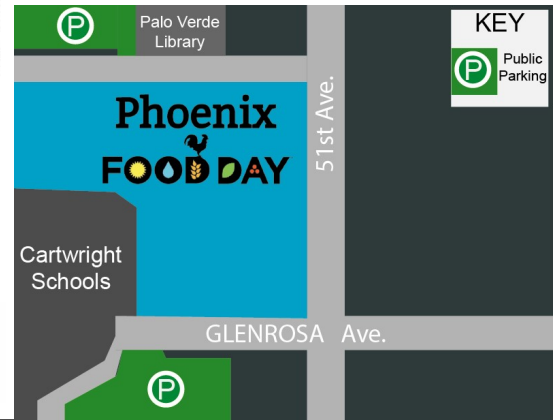 P
Palo Verde
Library
KEY
P
Public
Parking
51st Ave.
Phoenix
FOOD DAY
Cartwright
Schools
GLENROSA Ave.
P